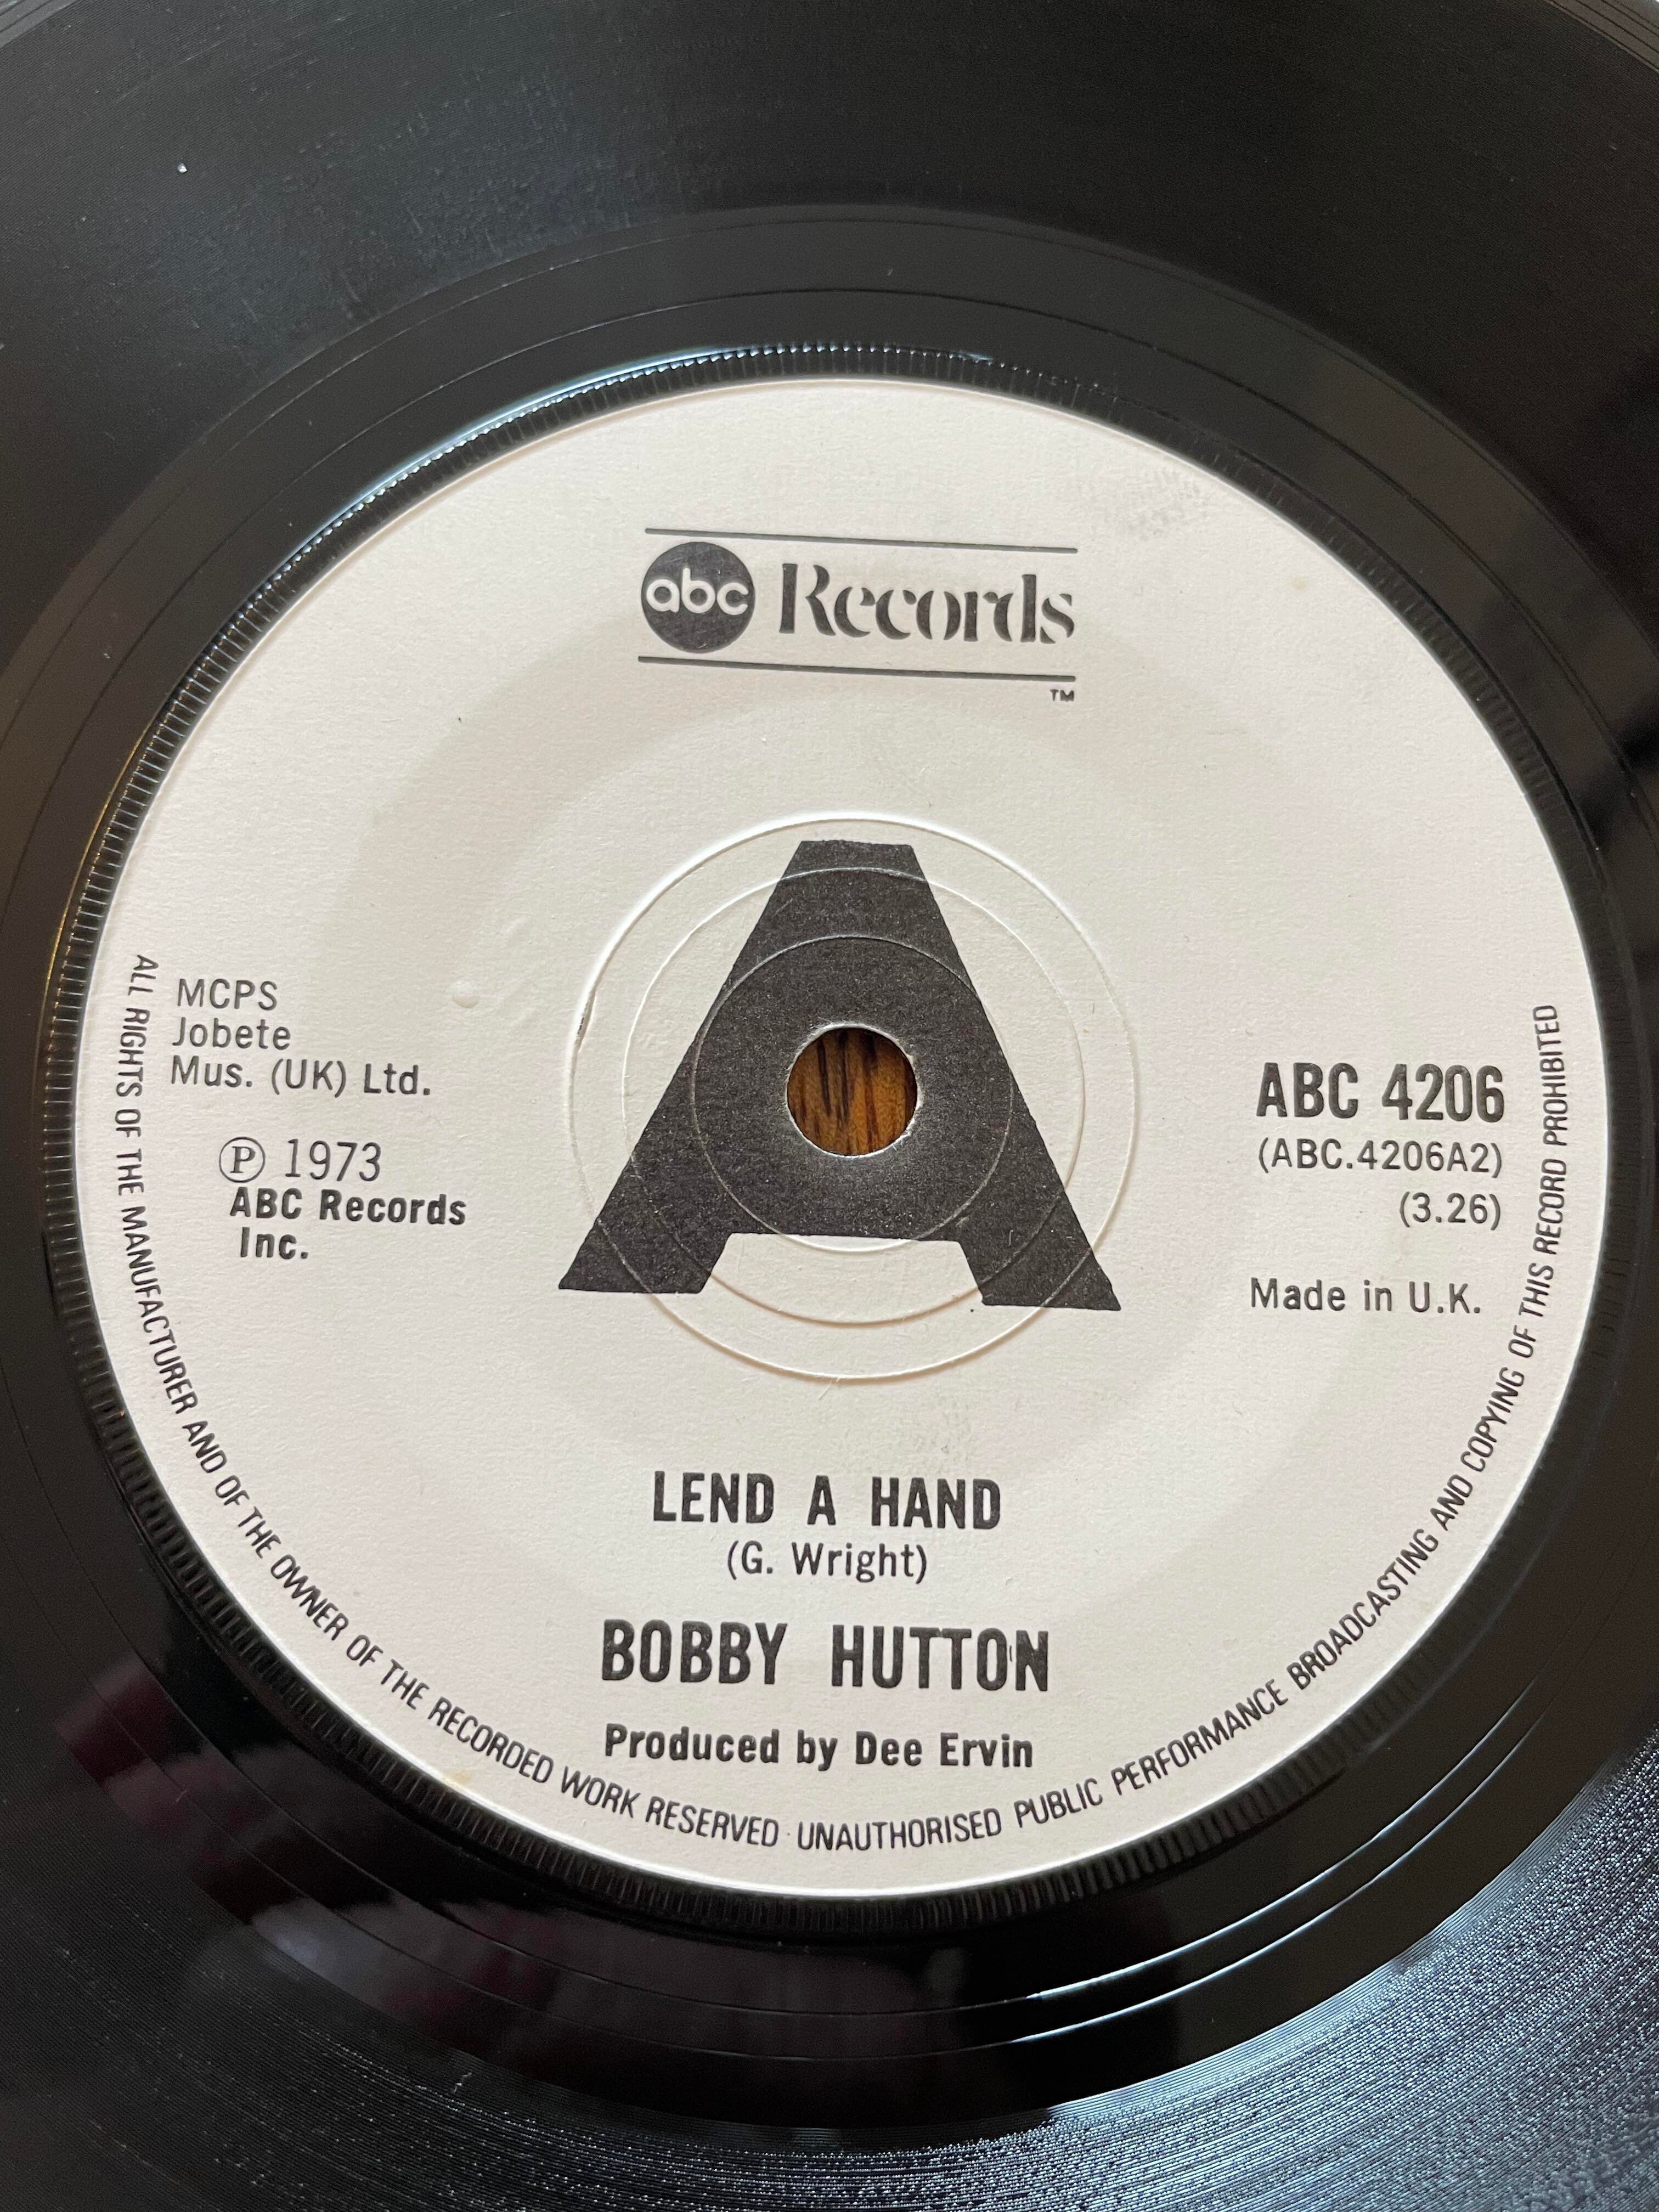 abc Records
TM
A
MCPS
Jobete
Mus. (UK) Ltd.
Ⓟ 1973
ABC Records
Inc.
ABC 4206
(ABC.4206A2)
(3.26)
Made in U.K.
LEND A HAND
(G. Wright)
BOBBY HUTTON
Produced by Dee Ervin
ALL RIGHTS OF THE MANUFACTURER AND OF THE OWNER OF THE RECORDED WORK RESERVED · UNAUTHORISED PUBLIC PERFORMANCE BROADCASTING AND COPYING OF THIS RECORD PROHIBITED